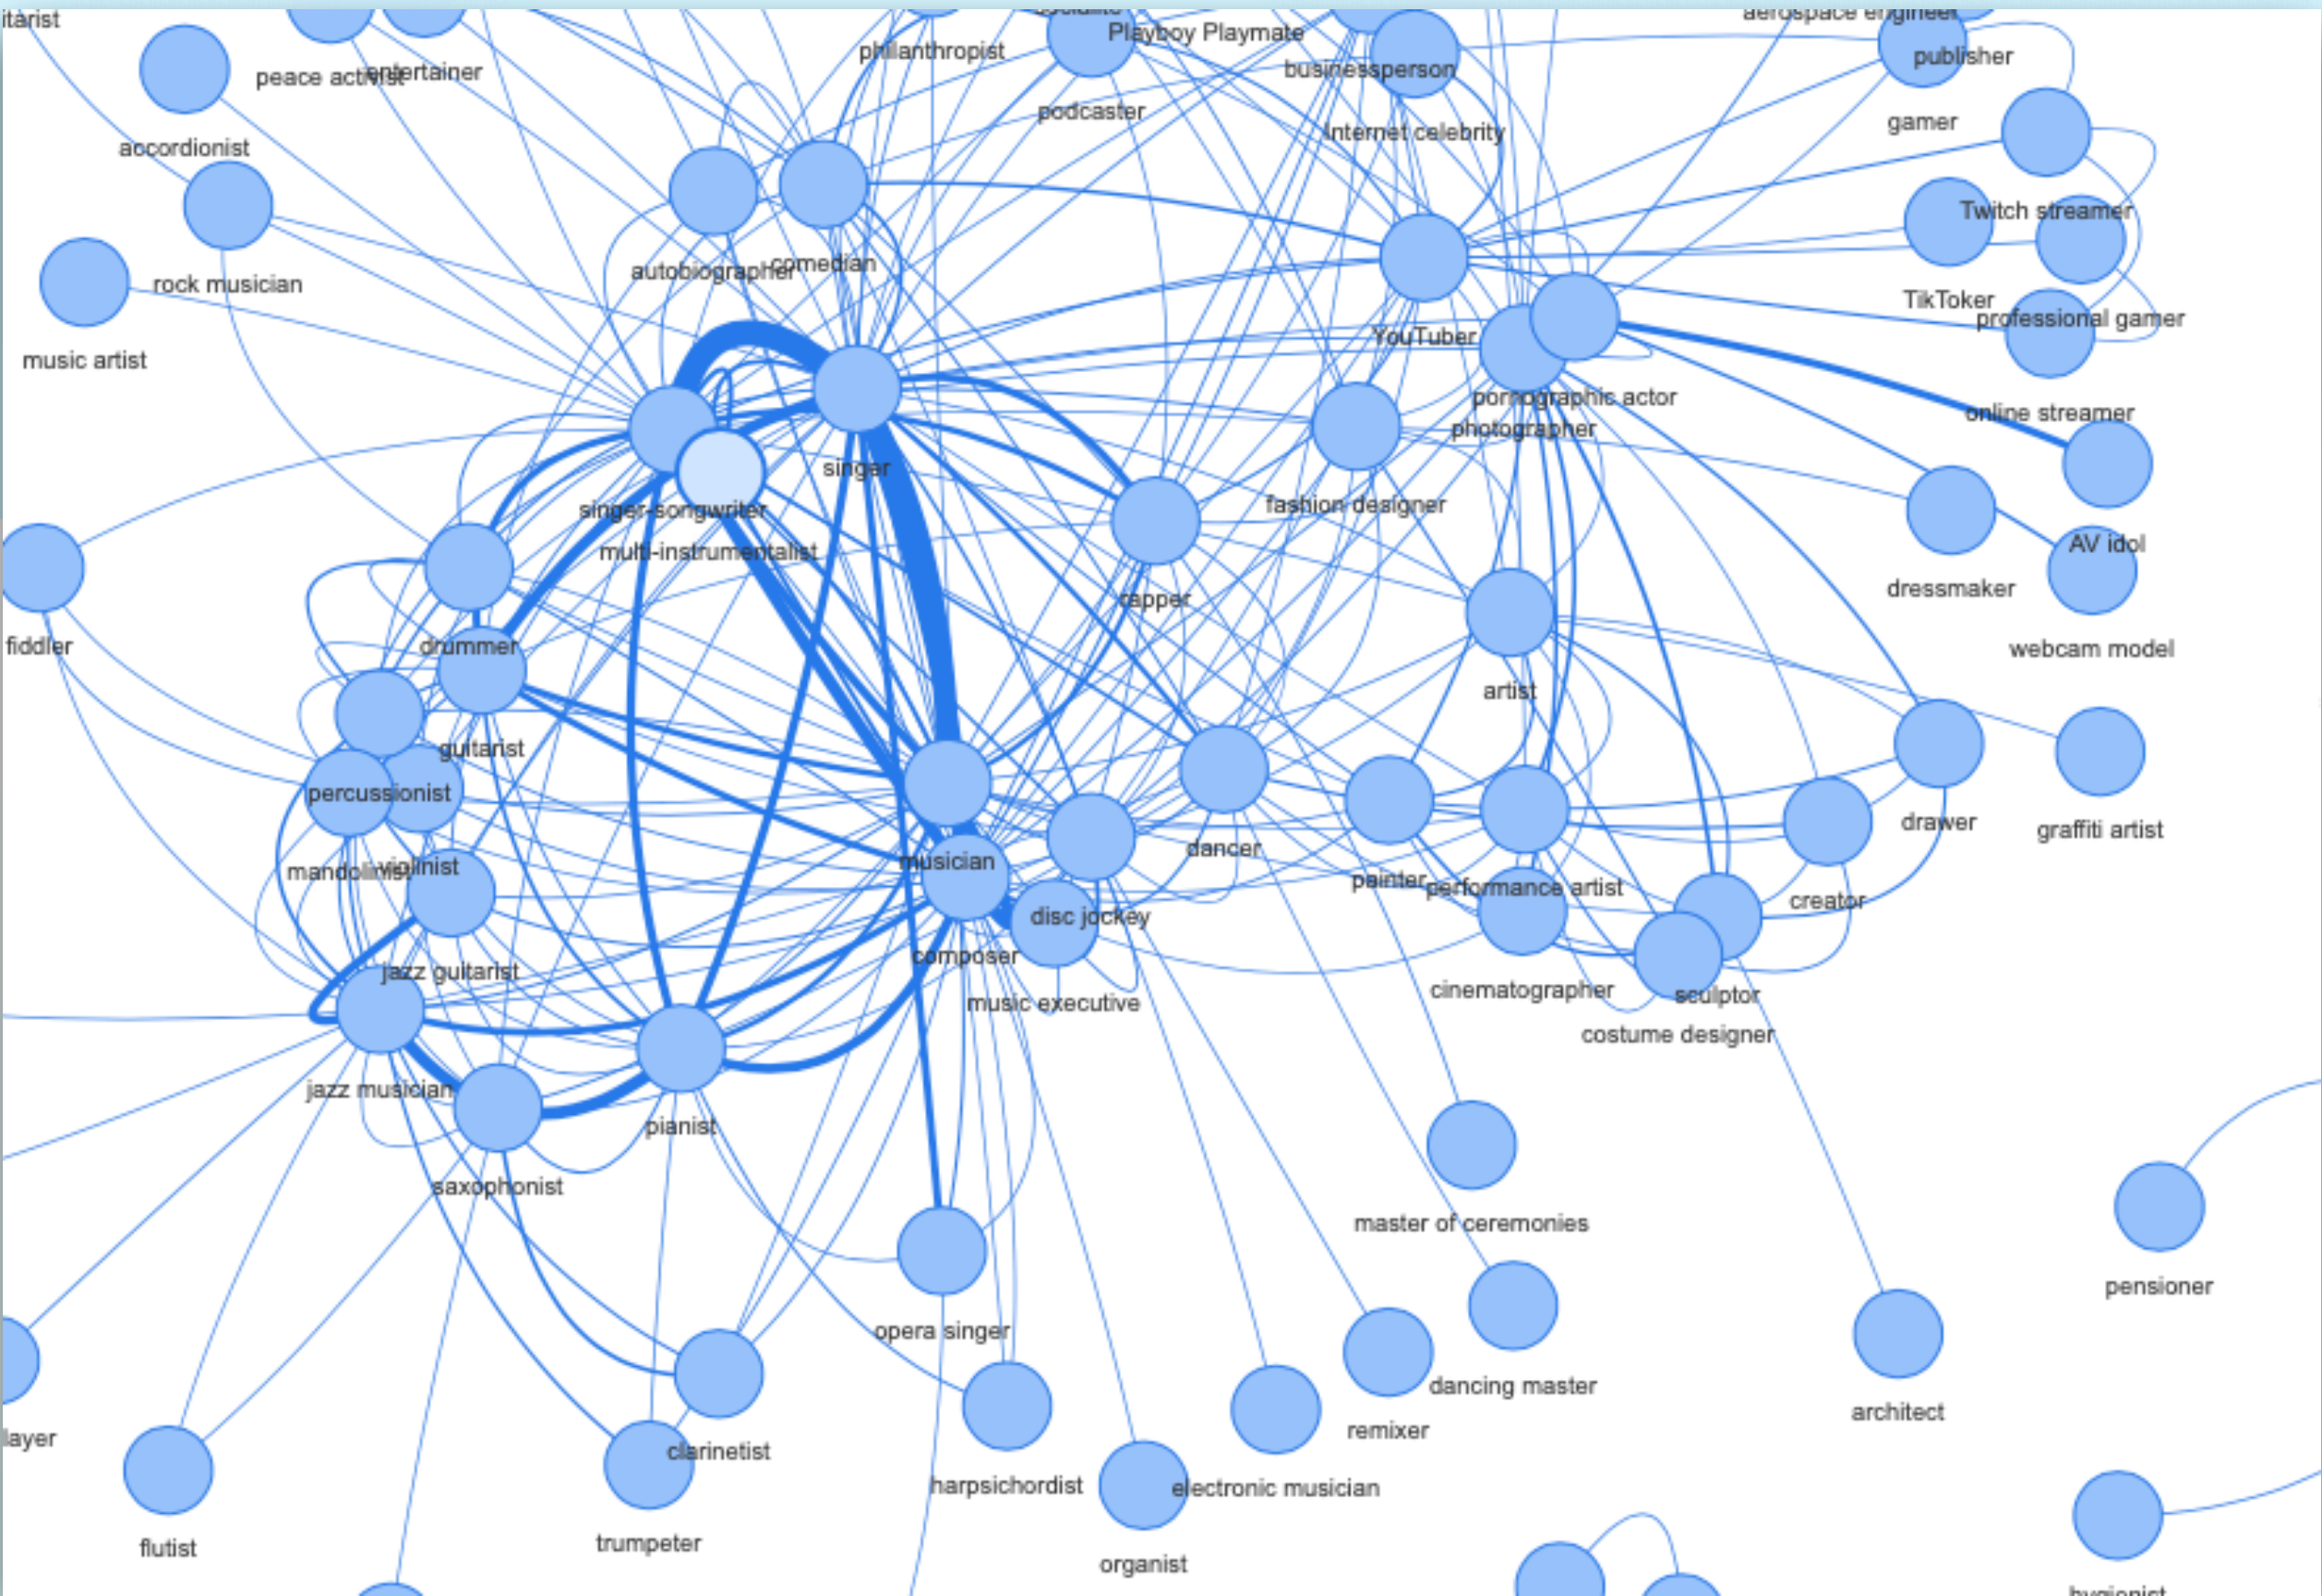 aerospace engineer
itarist
Playboy Playmate
philanthropist
publisher
businessperson
entertainer
peace activist
podcaster
gamer
Internet celebrity
accordionist
Twitch streamer
comedian
autobiographer
rock musician
TikToker
professional gamer
YouTuber
music artist
pornographic actor
online streamer
photographer
singer
fashion designer
singer-songwriter
AV idol
multi-instrumentalist
dressmaker
rapper
fiddler
drummer
webcam model
artist
guitarist
percussionist
drawer
graffiti artist
dancer
musician
violinist
mandolinist
painter
performance artist
creator
disc jockey
composer
jazz guitarist
cinematographer
sculptor
music executive
costume designer
jazz musician
pianist
saxophonist
master of ceremonies
pensioner
opera singer
dancing master
architect
remixer
layer
clarinetist
harpsichordist
electronic musician
trumpeter
flutist
organist